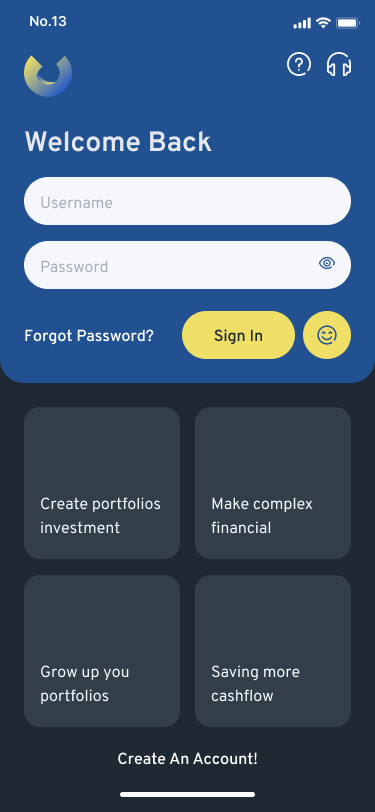 No.13
Welcome Back
Username
Password
Forgot Password?
Sign In
Create portfolios
investment
Make complex
financial
Grow up you
portfolios
Saving more
cashflow
Create An Account!